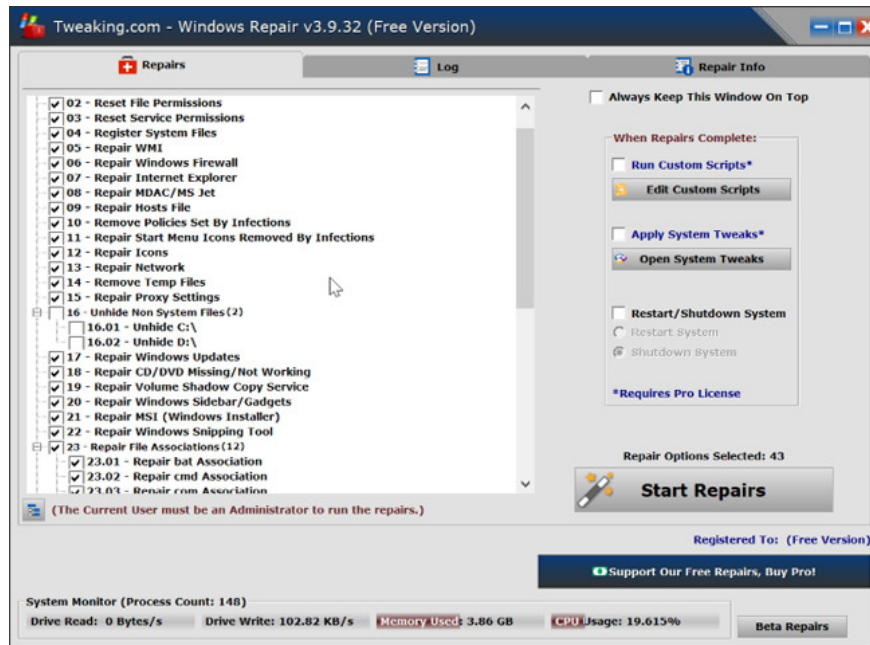 Tweaking.com - Windows Repair v3.9.32 (Free Version)
Repairs
Log
Repair Info
02 - Reset File Permissions
03 - Reset Service Permissions
04 - Register System Files
05 - Repair WMI
06 - Repair Windows Firewall
07 - Repair Internet Explorer
08 - Repair MDAC/MS Jet
09 - Repair Hosts File
10 - Remove Policies Set By Infections
11 - Repair Start Menu Icons Removed By Infections
12 - Repair Icons
13 - Repair Network
14 - Remove Temp Files
15 - Repair Proxy Settings
16 - Unhide Non System Files(2)
16.01 - Unhide C:\
16.02 - Unhide D:\
17 - Repair Windows Updates
18 - Repair CD/DVD Missing/Not Working
19 - Repair Volume Shadow Copy Service
20 - Repair Windows Sidebar/Gadgets
21 - Repair MSI (Windows Installer)
22 - Repair Windows Snipping Tool
23 - Repair File Associations(12)
23.01 - Repair bat Association
23.02 - Repair cmd Association
23.03 - Repair com Association
(The Current User must be an Administrator to run the repairs.)
Always Keep This Window On Top
When Repairs Complete:
Run Custom Scripts*
Edit Custom Scripts
Apply System Tweaks*
Open System Tweaks
Restart/Shutdown System
Restart System
Shutdown System
*Requires Pro License
Repair Options Selected: 43
Start Repairs
Registered To: (Free Version)
Support Our Free Repairs, Buy Pro!
System Monitor (Process Count: 148)
Drive Read: 0 Bytes/s
Drive Write: 102.82 KB/s
Memory Used: 3.86 GB
CPU Usage: 19.615%
Beta Repairs